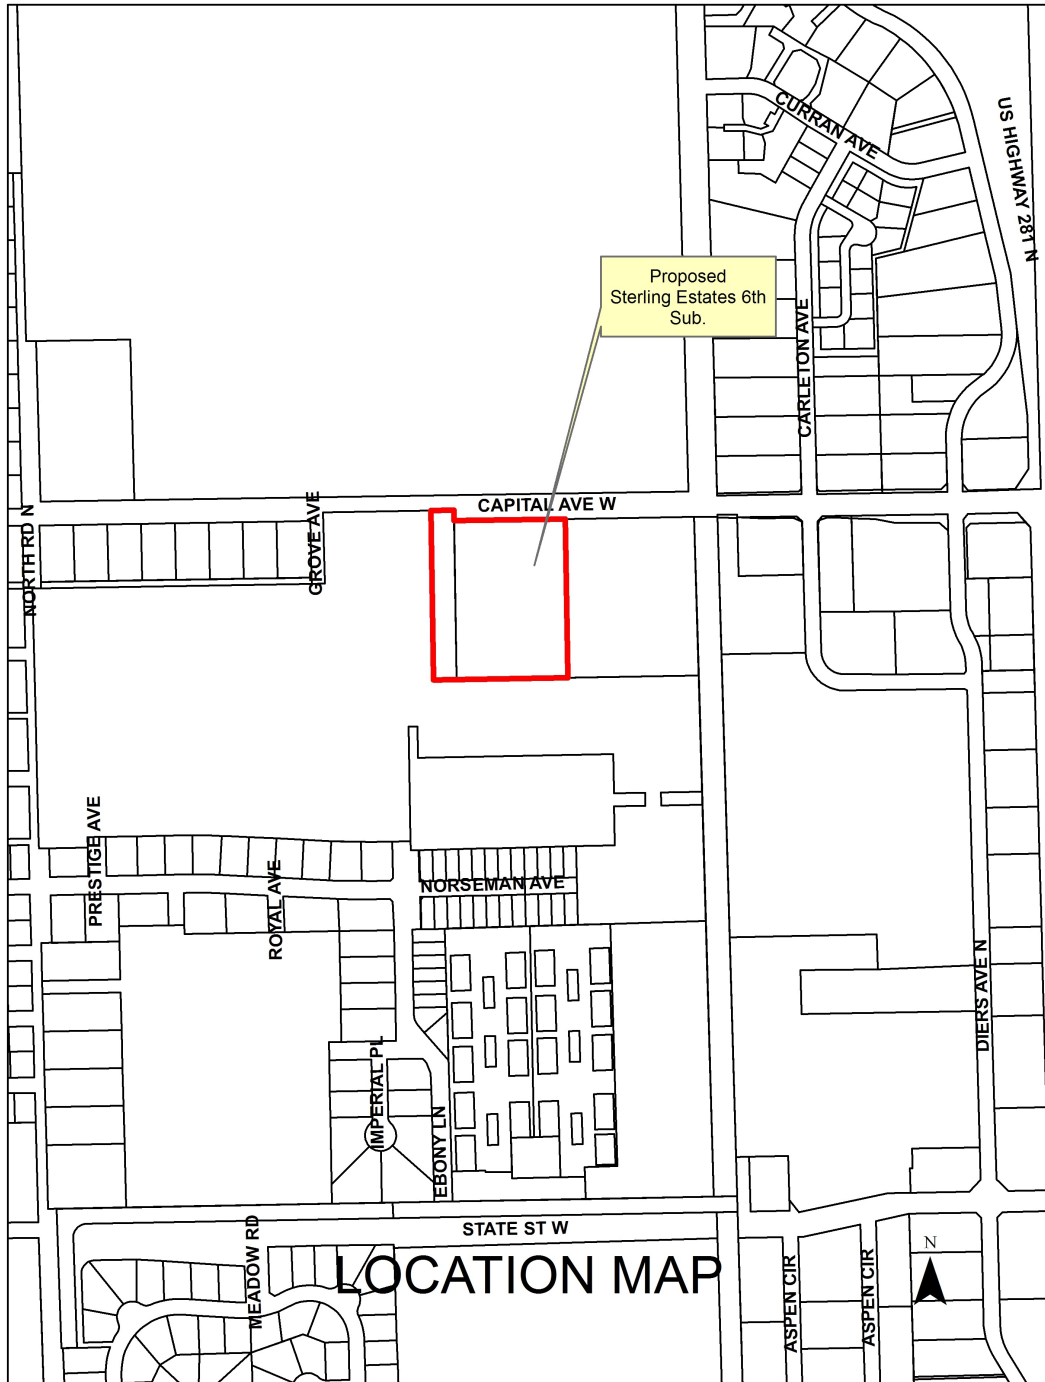 CURRAN AVE
US HIGHWAY 281 N
Proposed
Sterling Estates 6th
Sub.
CARLETON AVE
CAPITAL AVE W
GROVE AVE
NORTH RD N
PRESTIGE AVE
ROYAL AVE
NORSEMAN AVE
DIERS AVE N
IMPERIAL PL
EBONY LN
STATE ST W
MEADOW RD
LOCATION MAP
ASPEN CIR
ASPEN CIR
N